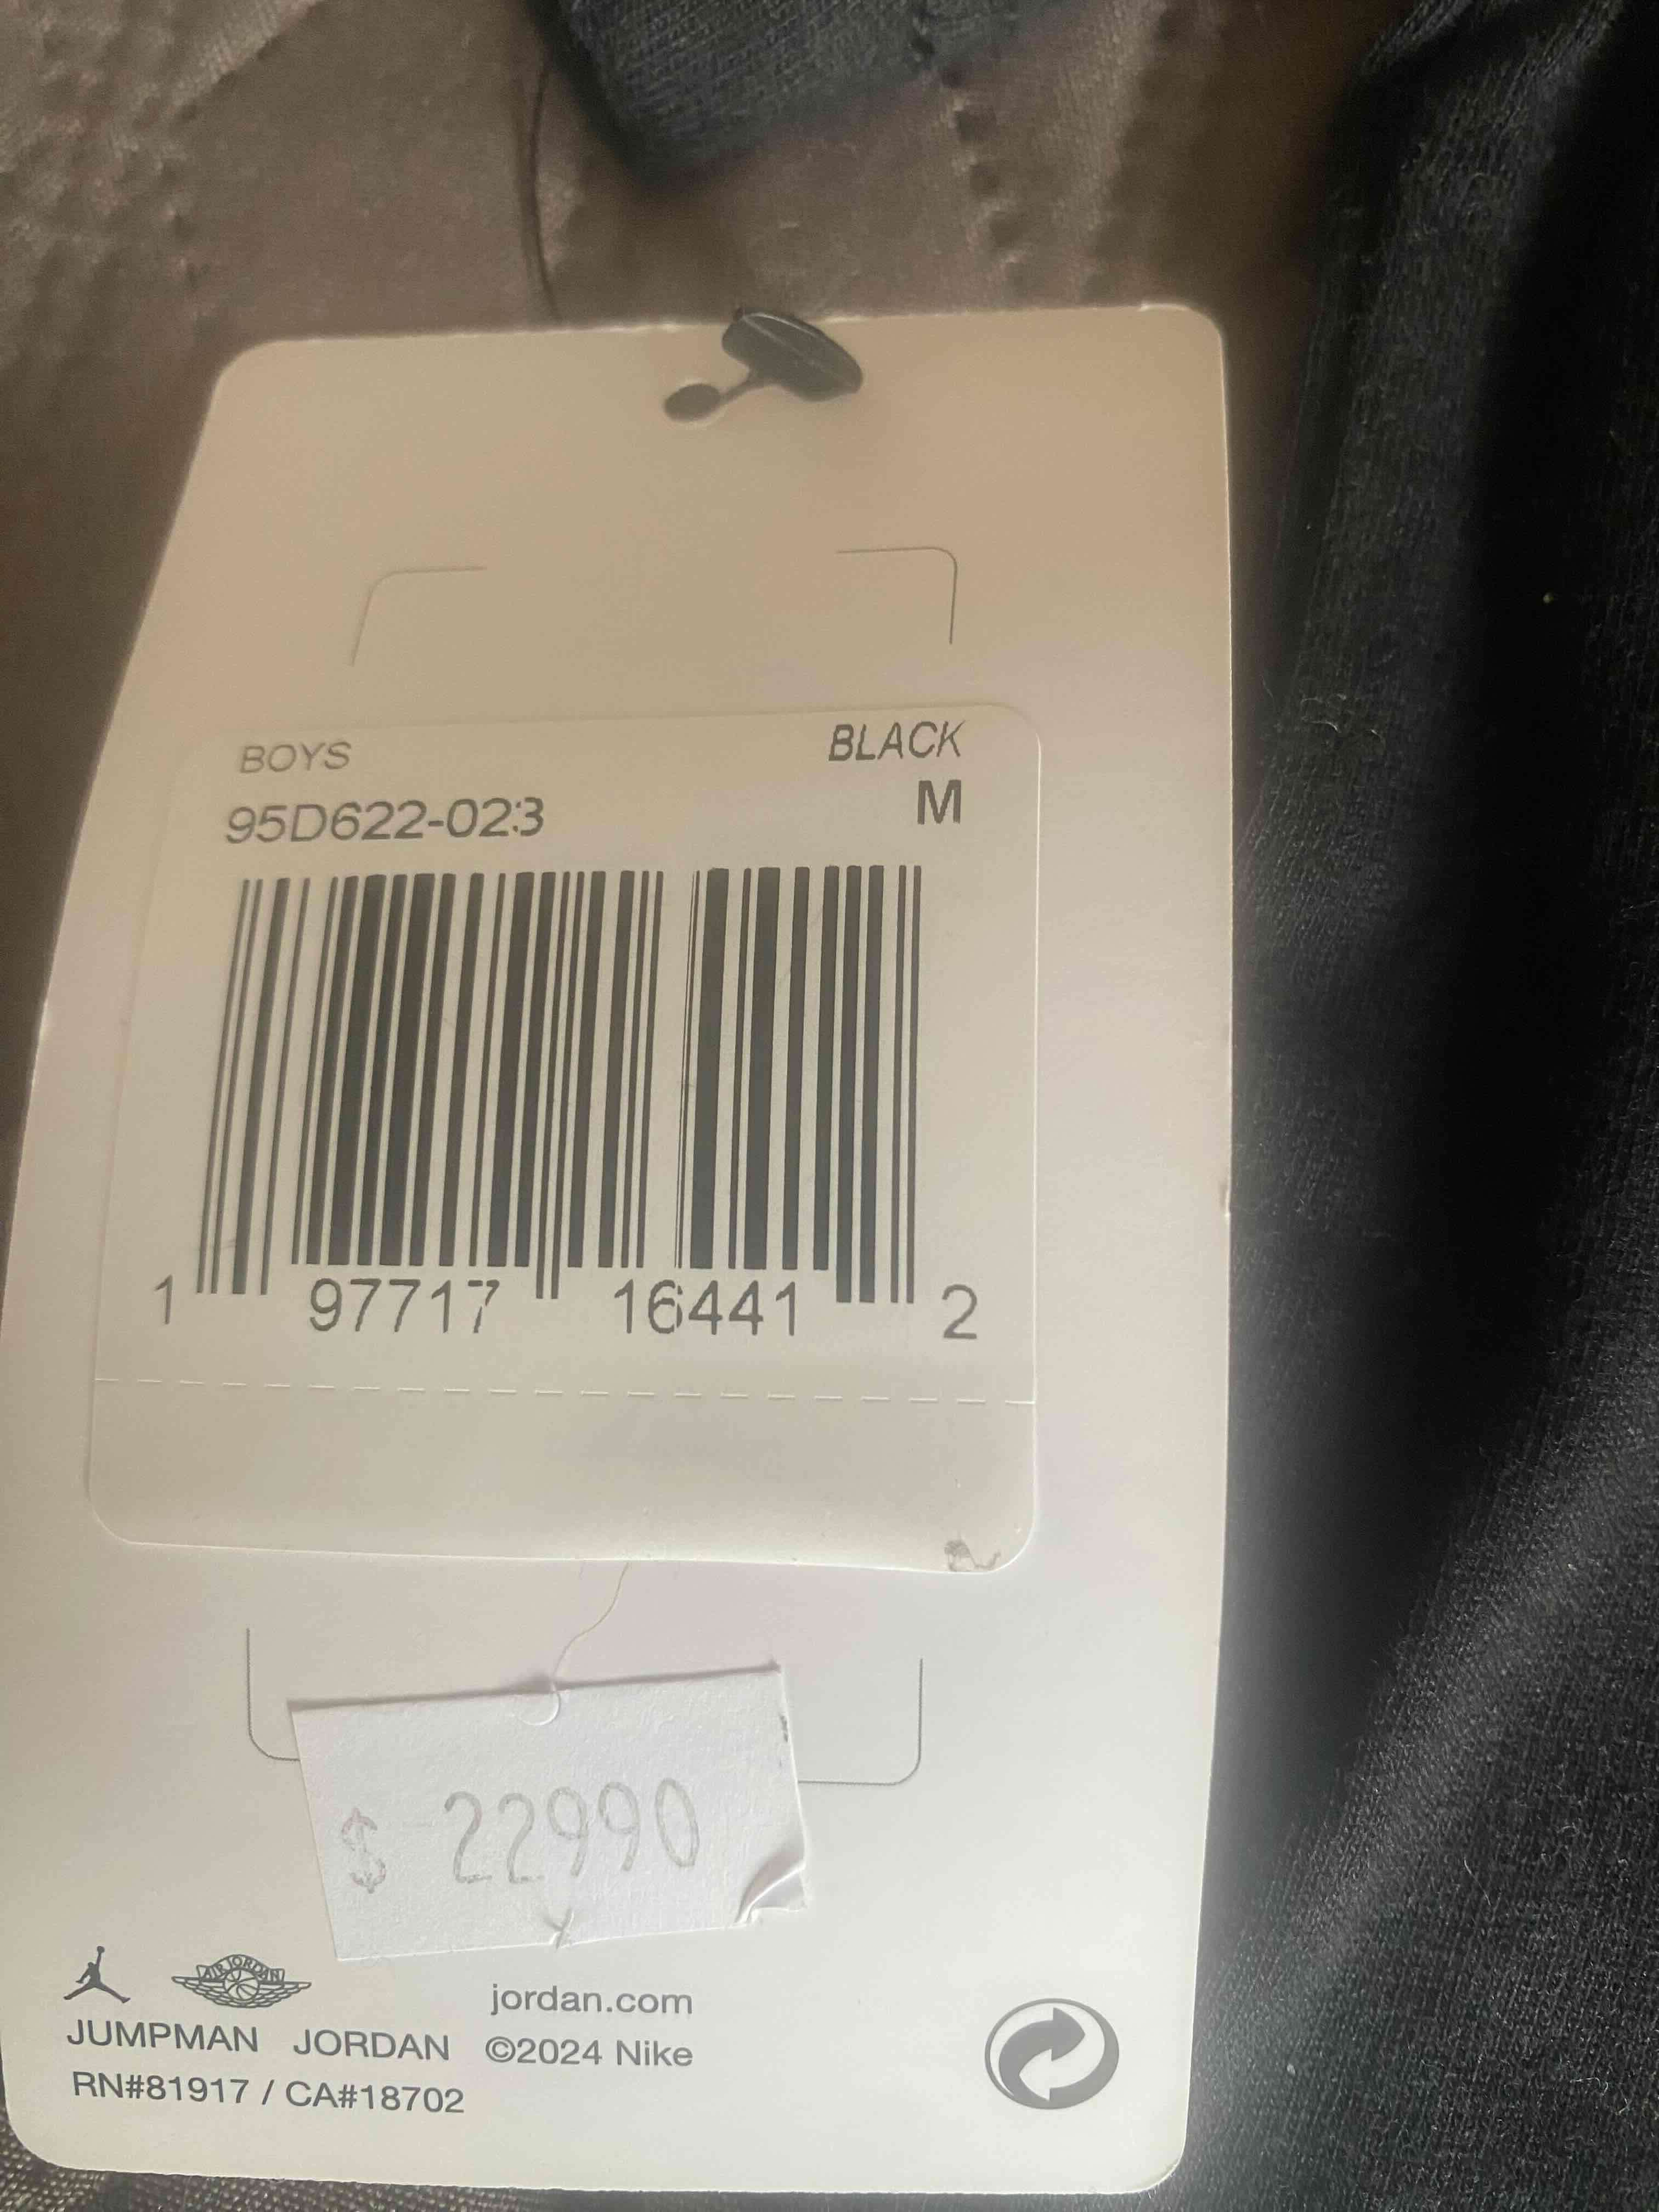 BOYS BLACK
95D622-023 M
1 97717 16441 2
$ 22990
AIR JORDAN
jordan.com
JUMPMAN JORDAN ©2024 Nike
RN#81917 / CA#18702